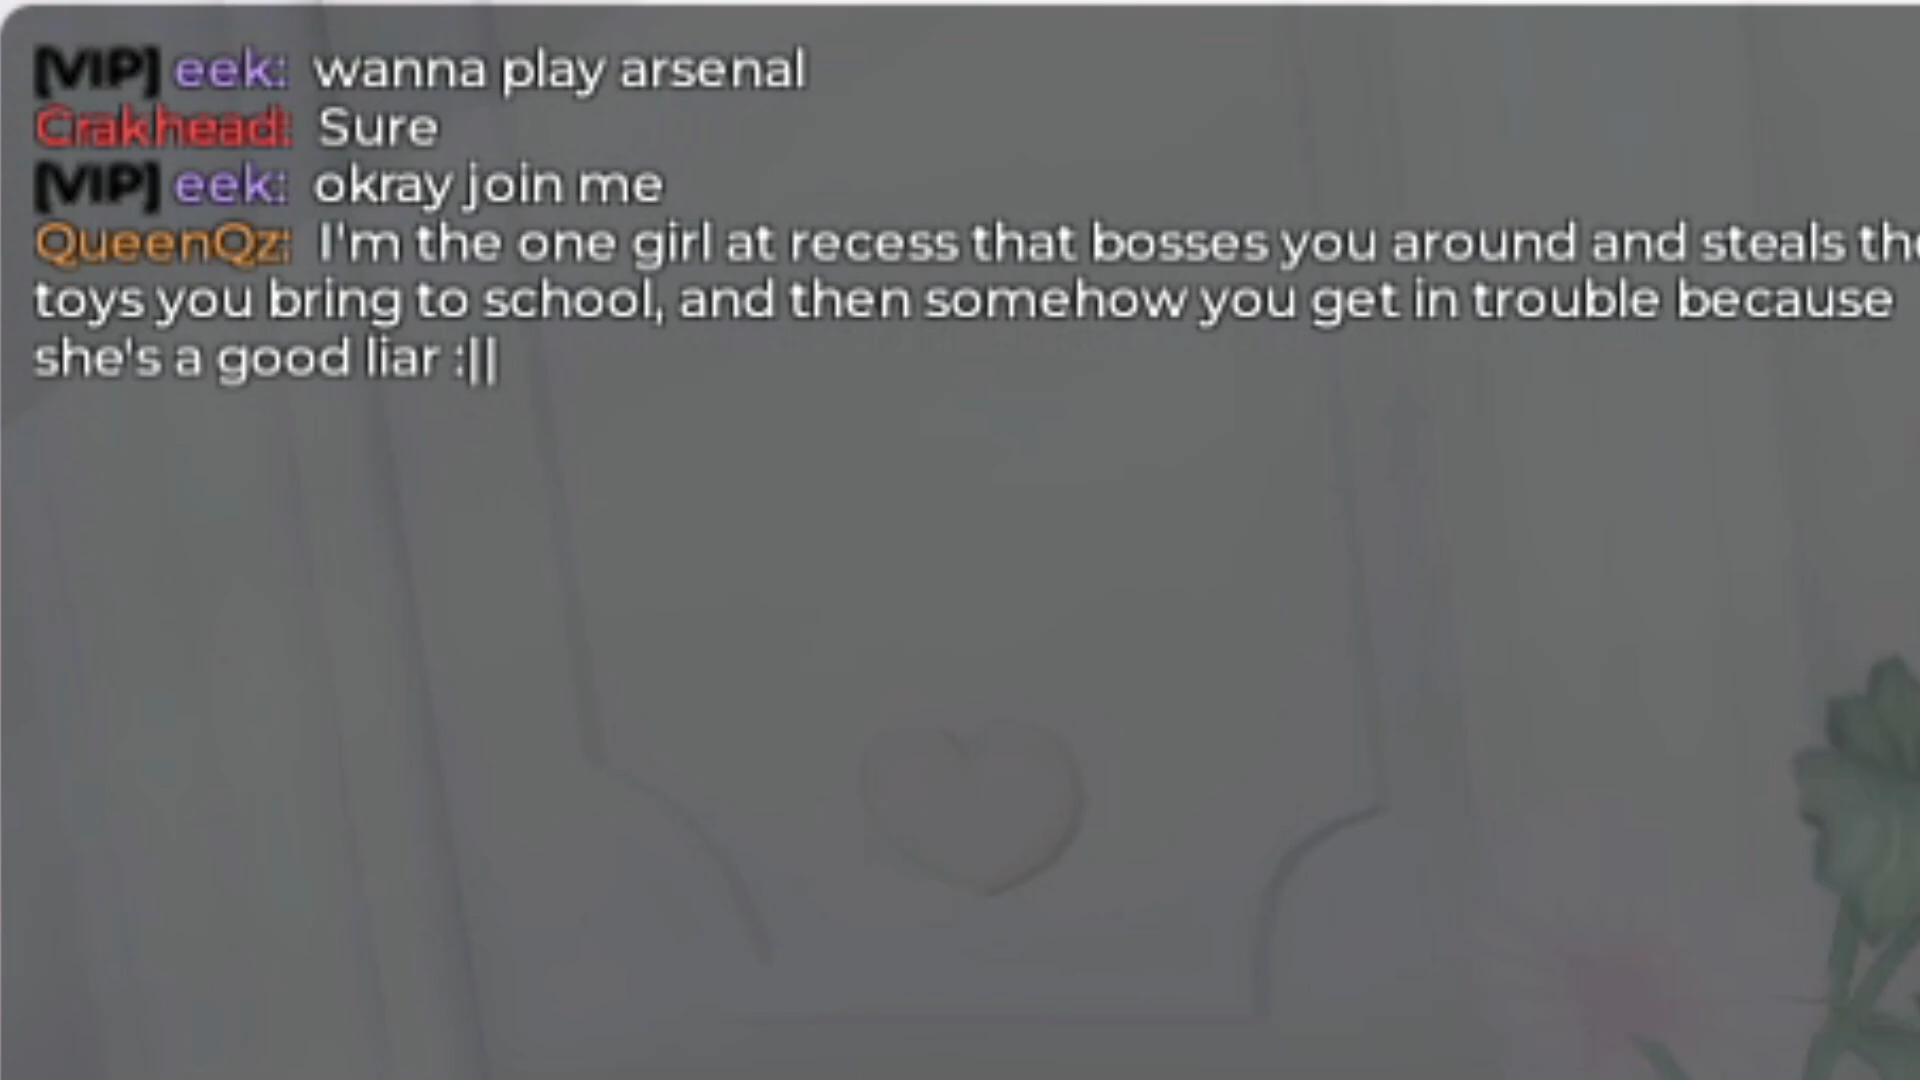 [VIP] eek: wanna play arsenal
Crakhead: Sure
[VIP] eek: okray join me
QueenQz: I'm the one girl at recess that bosses you around and steals the
toys you bring to school, and then somehow you get in trouble because
she's a good liar :||